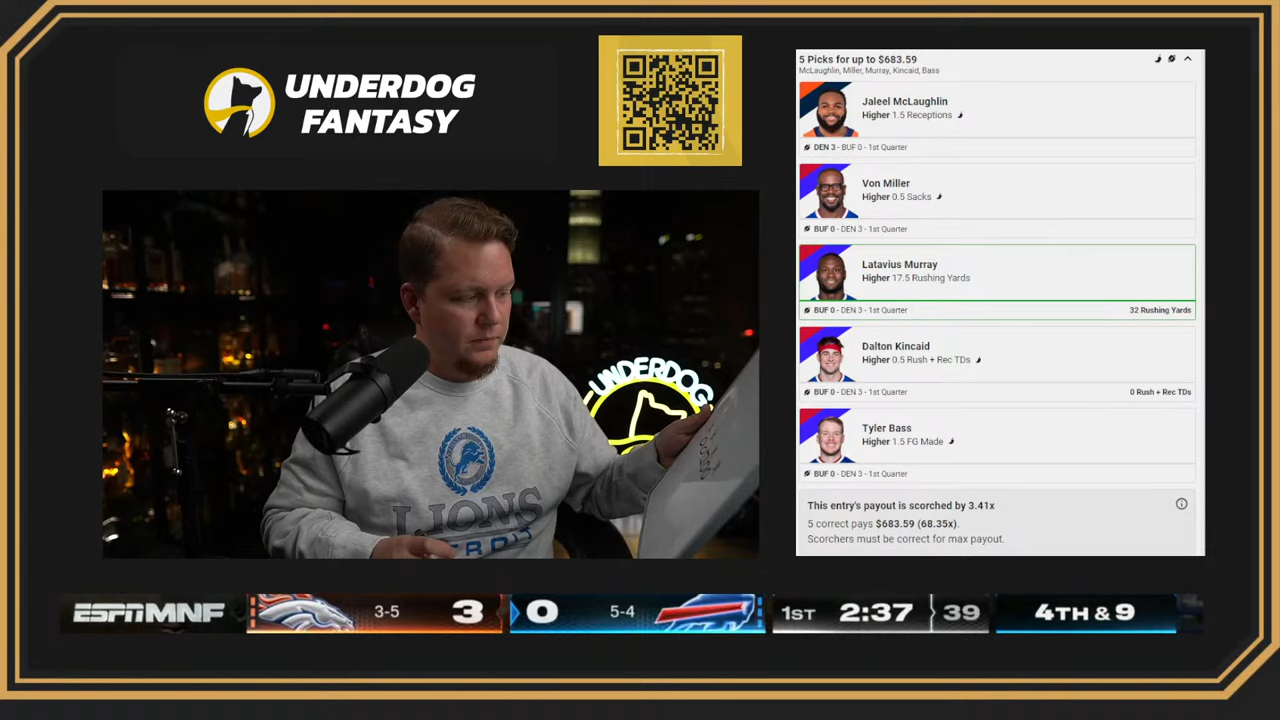 UNDERDOG
FANTASY
5 Picks for up to $683.59
McLaughlin, Miller, Murray, Kincaid, Bass
Jaleel McLaughlin
Higher 1.5 Receptions
DEN 3 - BUF 0 - 1st Quarter
Von Miller
Higher 0.5 Sacks
BUF 0 - DEN 3 - 1st Quarter
Latavius Murray
Higher 17.5 Rushing Yards
BUF 0 - DEN 3 - 1st Quarter
32 Rushing Yards
Dalton Kincaid
Higher 0.5 Rush + Rec TDs
BUF 0 - DEN 3 - 1st Quarter
0 Rush + Rec TDs
Tyler Bass
Higher 1.5 FG Made
BUF 0 - DEN 3 - 1st Quarter
This entry's payout is scorched by 3.41x
5 correct pays $683.59 (68.35x).
Scorchers must be correct for max payout.
UNDERDOG
LIONS
ESPN MNF
3-5
3
0
5-4
1ST
2:37
39
4TH & 9